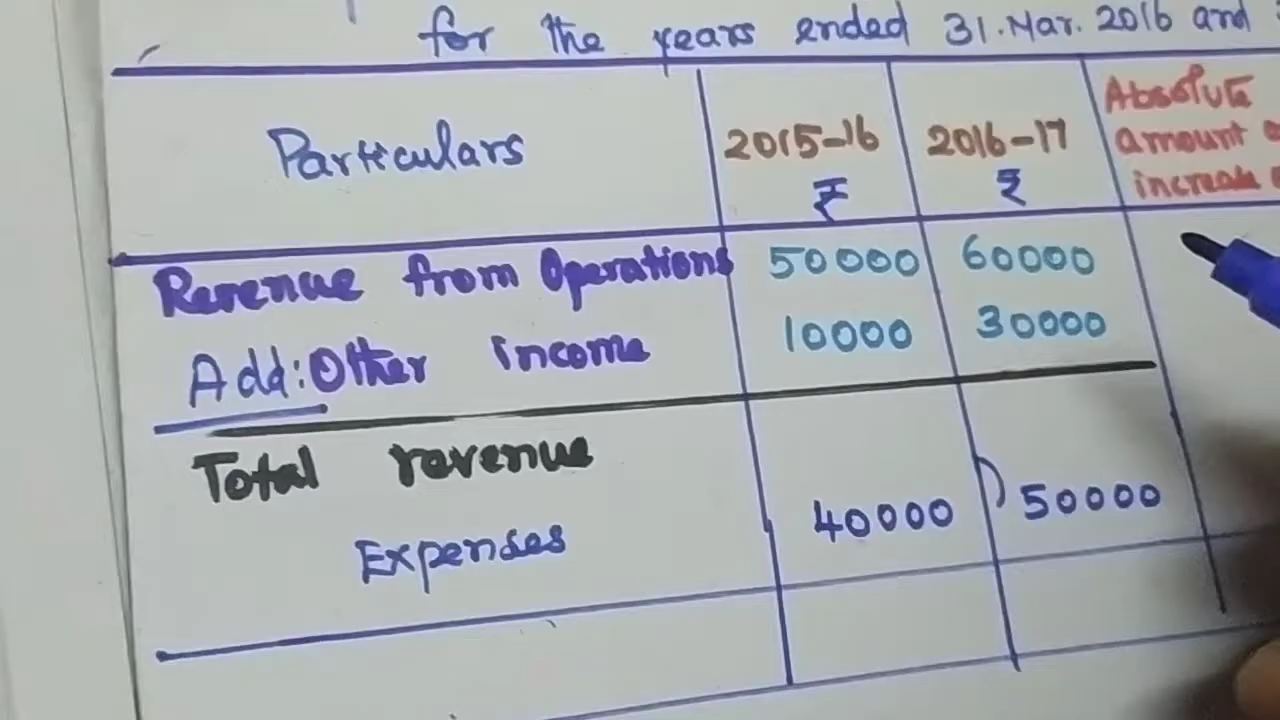 for the years ended 31.Mar. 2016 and
Particulars 2015-16 2016-17 Absolute
₹ ₹ amount
increase
Revenue from Operations 50000 60000
Add: Other income 10000 30000
Total revenue
Expenses 40000 50000